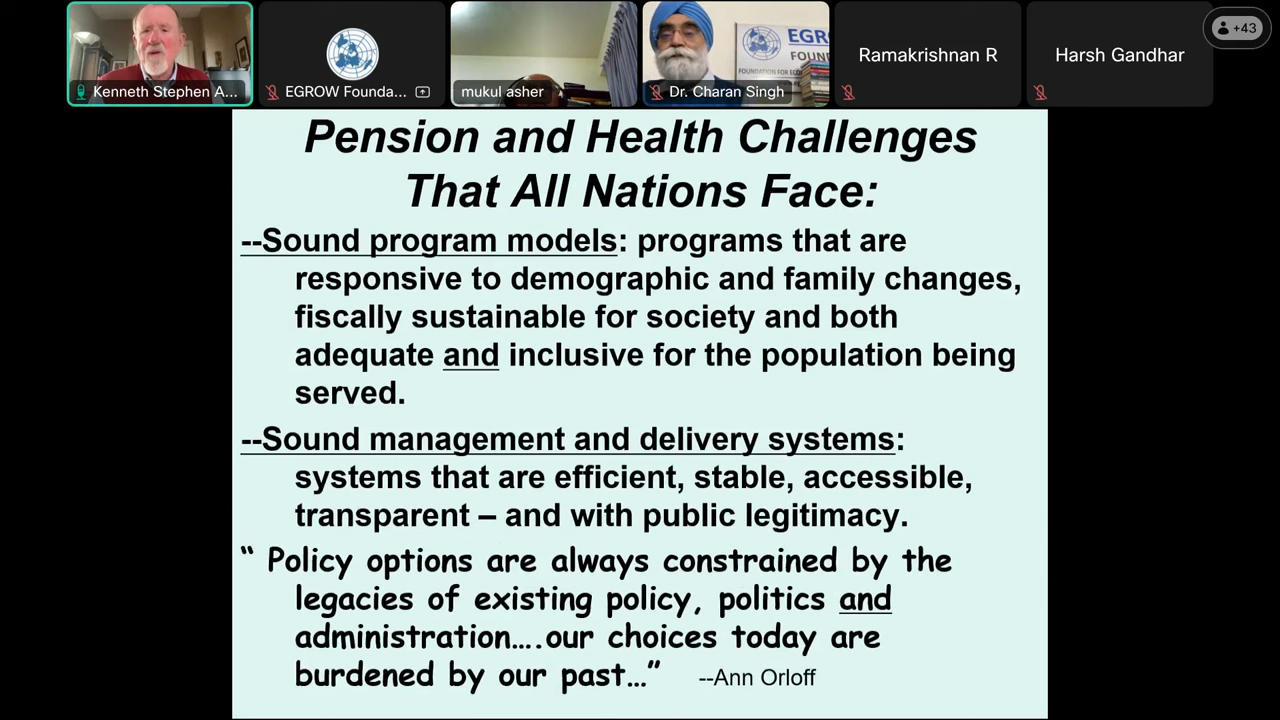 Kenneth Stephen A...
EGROW Founda...
mukul asher
EGRO
FOUN
Dr. Charan Singh
Ramakrishnan R
Harsh Gandhar
+43
Pension and Health Challenges
That All Nations Face:
--Sound program models: programs that are
responsive to demographic and family changes,
fiscally sustainable for society and both
adequate and inclusive for the population being
served.
--Sound management and delivery systems:
systems that are efficient, stable, accessible,
transparent – and with public legitimacy.
“ Policy options are always constrained by the
legacies of existing policy, politics and
administration….our choices today are
burdened by our past…” --Ann Orloff